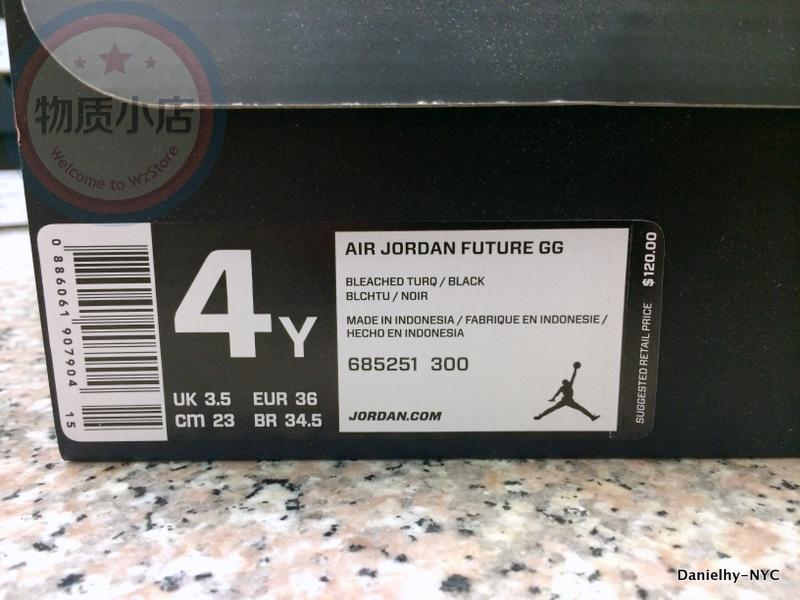 物质小店
Welcome to WzStore
0 886061 907904 15
4Y
UK 3.5 EUR 36
CM 23 BR 34.5
AIR JORDAN FUTURE GG
BLEACHED TURQ / BLACK
BLCHTU / NOIR
MADE IN INDONESIA / FABRIQUE EN INDONESIE /
HECHO EN INDONESIA
685251 300
JORDAN.COM
SUGGESTED RETAIL PRICE $120.00
Danielhy-NYC